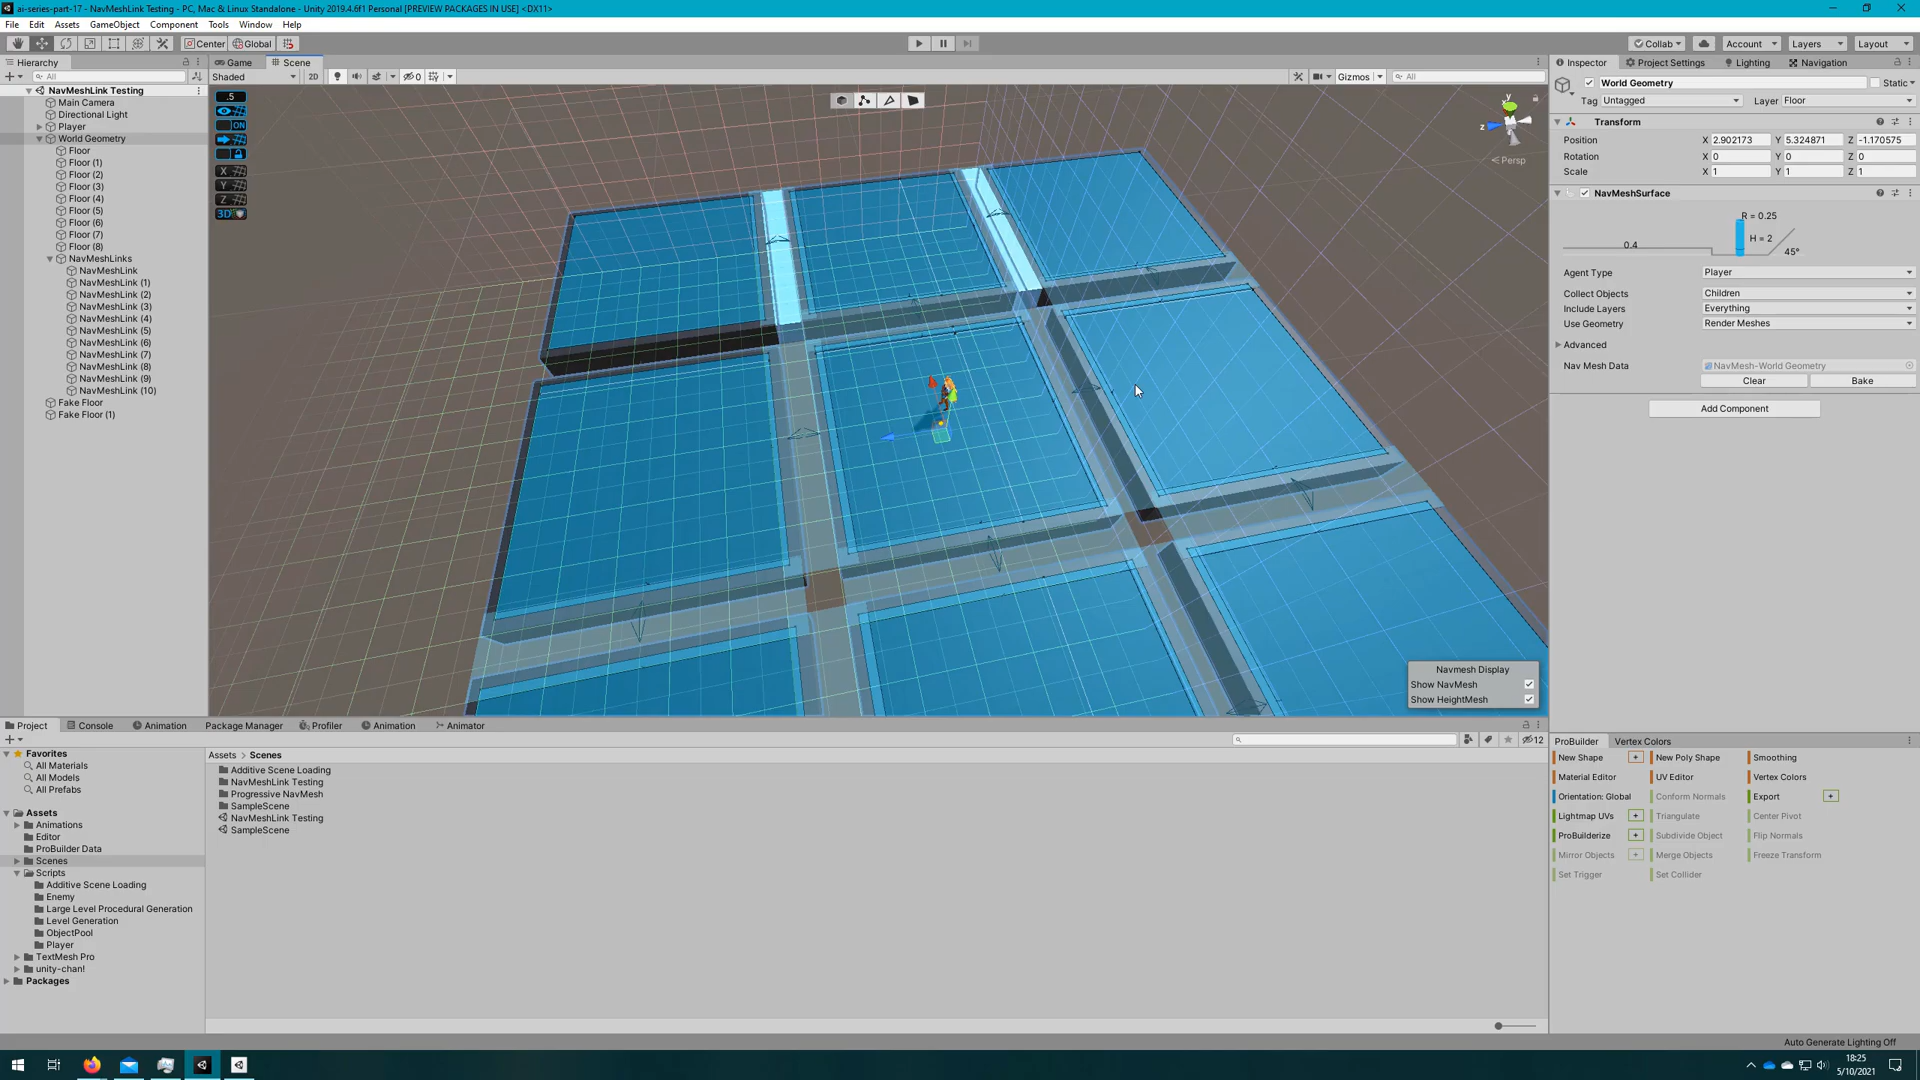 ai-series-part-17 - NavMeshLink Testing - PC, Mac & Linux Standalone - Unity 2019.4.6f1 Personal [PREVIEW PACKAGES IN USE] <DX11>
File Edit Assets GameObject Component Tools Window Help
Center Global Collab Account Layers Layout
Hierarchy
All
NavMeshLink Testing
Main Camera
Directional Light
Player
World Geometry
Floor
Floor (1)
Floor (2)
Floor (3)
Floor (4)
Floor (5)
Floor (6)
Floor (7)
Floor (8)
NavMeshLinks
NavMeshLink
NavMeshLink (1)
NavMeshLink (2)
NavMeshLink (3)
NavMeshLink (4)
NavMeshLink (5)
NavMeshLink (6)
NavMeshLink (7)
NavMeshLink (8)
NavMeshLink (9)
NavMeshLink (10)
Fake Floor
Fake Floor (1)
Game Scene
Shaded 2D 0 Gizmos All
.5
ON
X
Y
Z
3D
y
z
Persp
Navmesh Display
Show NavMesh
Show HeightMesh
Inspector Project Settings Lighting Navigation
World Geometry Static
Tag Untagged Layer Floor
Transform
Position X 2.902173 Y 5.324871 Z -1.170575
Rotation X 0 Y 0 Z 0
Scale X 1 Y 1 Z 1
NavMeshSurface
R = 0.25
0.4 H = 2 45°
Agent Type Player
Collect Objects Children
Include Layers Everything
Use Geometry Render Meshes
Advanced
Nav Mesh Data NavMesh-World Geometry
Clear Bake
Add Component
Project Console Animation Package Manager Profiler Animation Animator
12
Favorites
All Materials
All Models
All Prefabs
Assets
Animations
Editor
ProBuilder Data
Scenes
Scripts
Additive Scene Loading
Enemy
Large Level Procedural Generation
Level Generation
ObjectPool
Player
TextMesh Pro
unity-chan!
Packages
Assets > Scenes
Additive Scene Loading
NavMeshLink Testing
Progressive NavMesh
SampleScene
NavMeshLink Testing
SampleScene
ProBuilder Vertex Colors
New Shape + New Poly Shape Smoothing
Material Editor UV Editor Vertex Colors
Orientation: Global Conform Normals Export +
Lightmap UVs + Triangulate Center Pivot
ProBuilderize + Subdivide Object Flip Normals
Mirror Objects + Merge Objects Freeze Transform
Set Trigger Set Collider
Auto Generate Lighting Off
18:25
5/10/2021